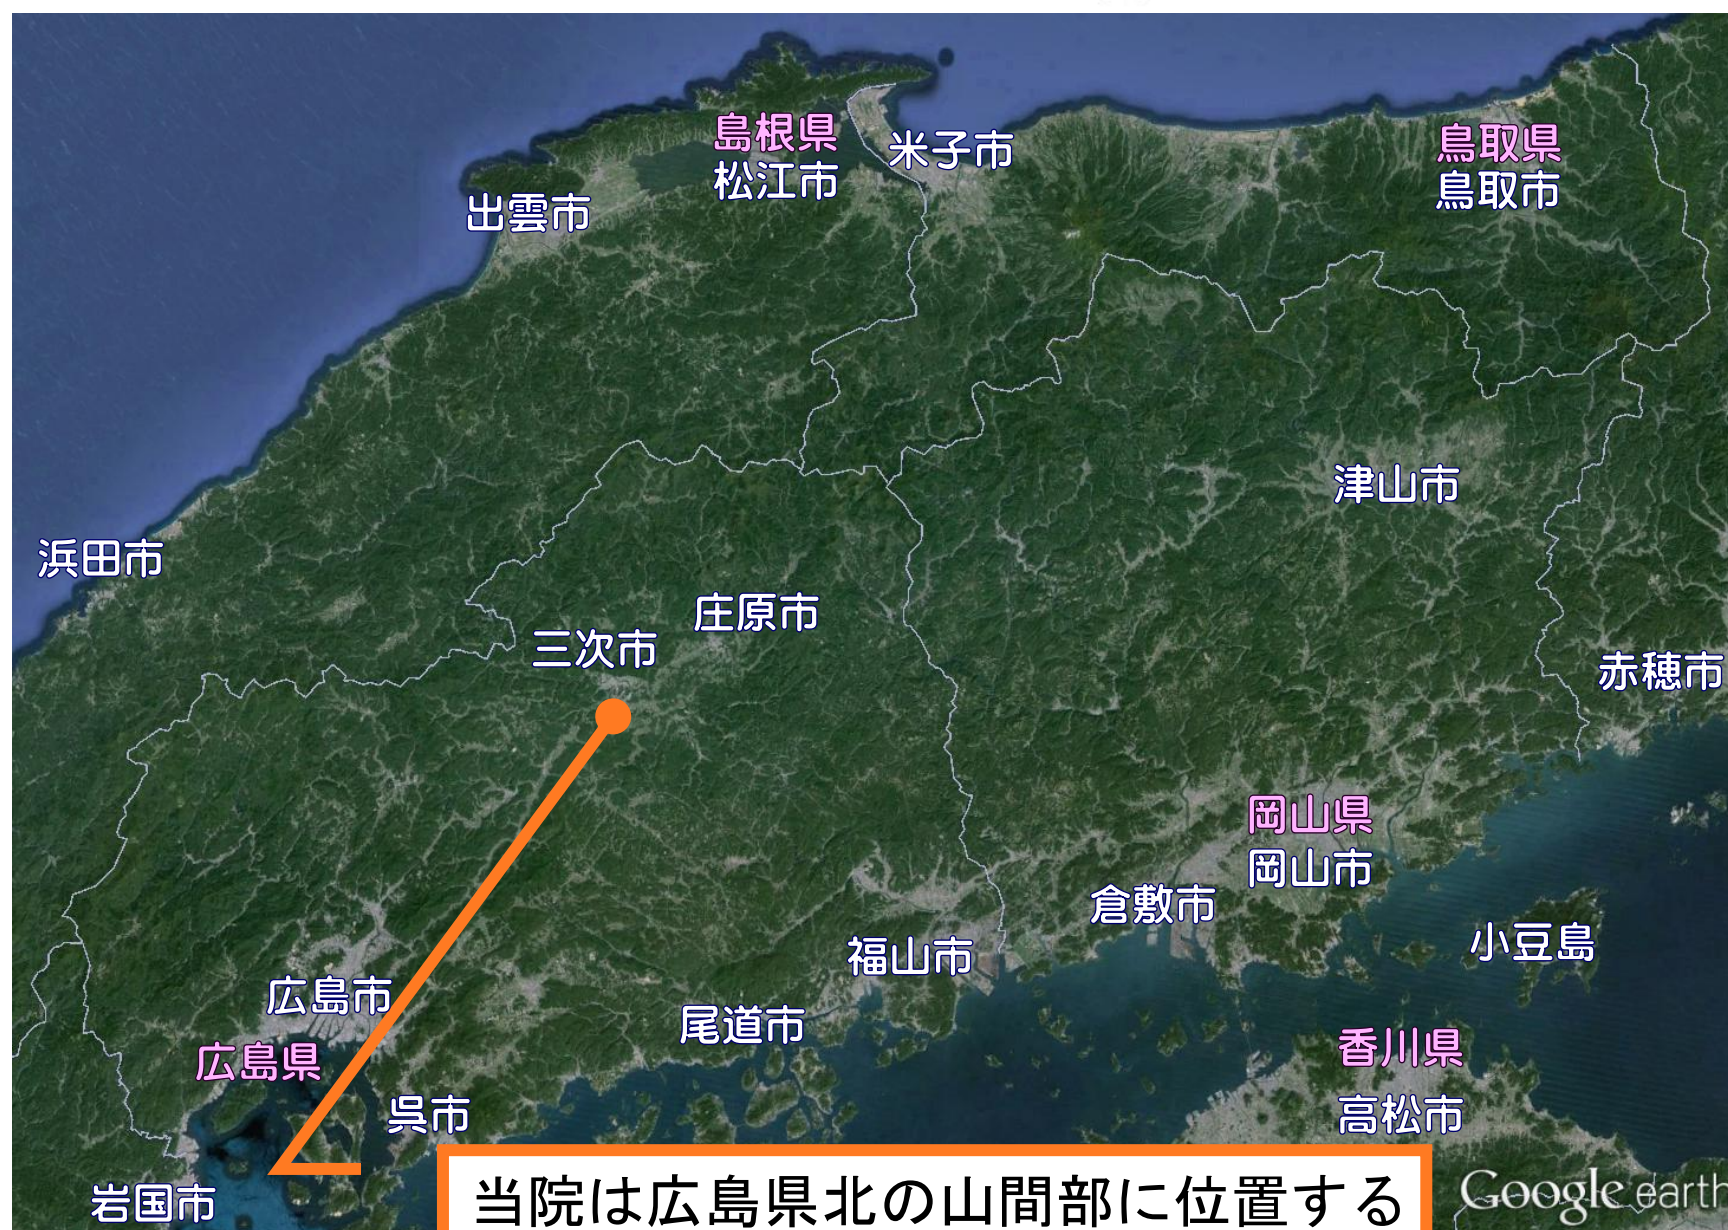 島根県
松江市
米子市
鳥取県
鳥取市
出雲市
津山市
浜田市
庄原市
三次市
赤穂市
岡山県
岡山市
倉敷市
小豆島
福山市
広島市
尾道市
広島県
香川県
呉市
高松市
岩国市
当院は広島県北の山間部に位置する
Google earth